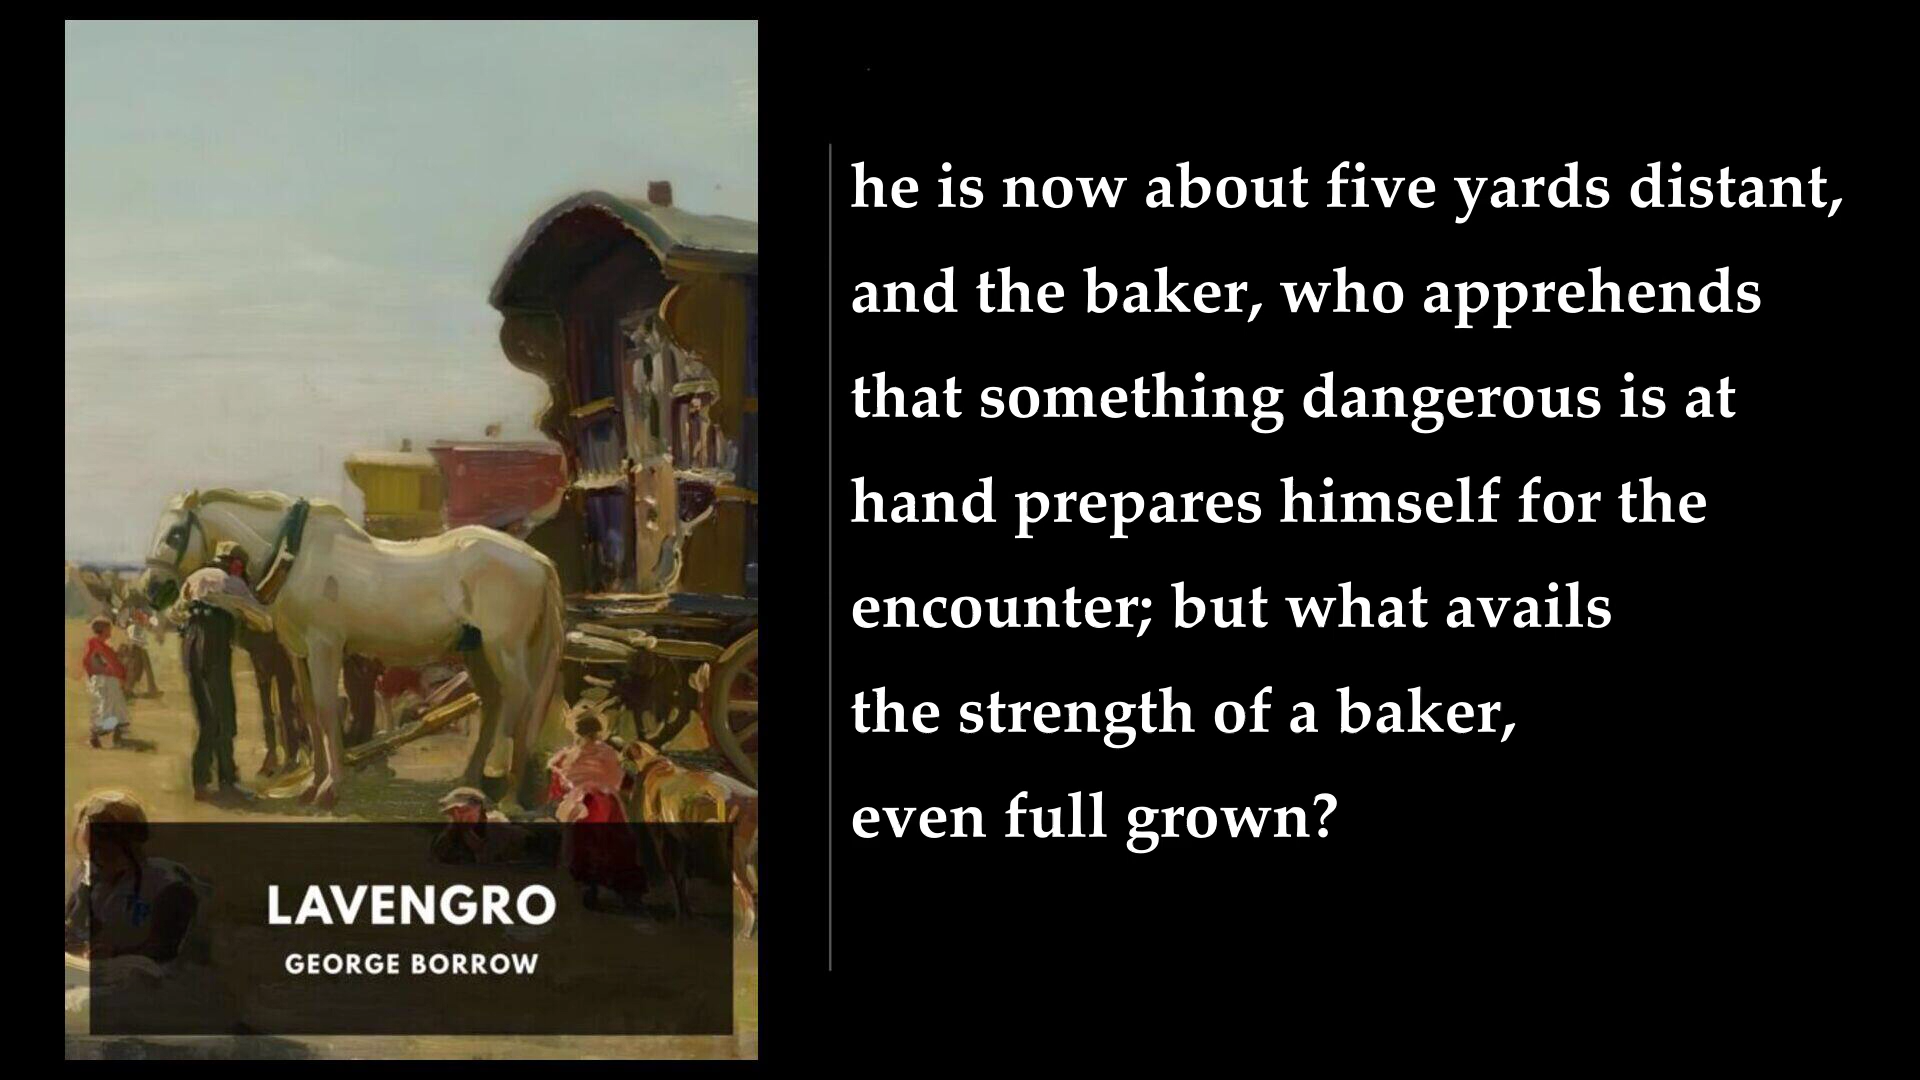 LAVENGRO
GEORGE BORROW
he is now about five yards distant,
and the baker, who apprehends
that something dangerous is at
hand prepares himself for the
encounter; but what avails
the strength of a baker,
even full grown?